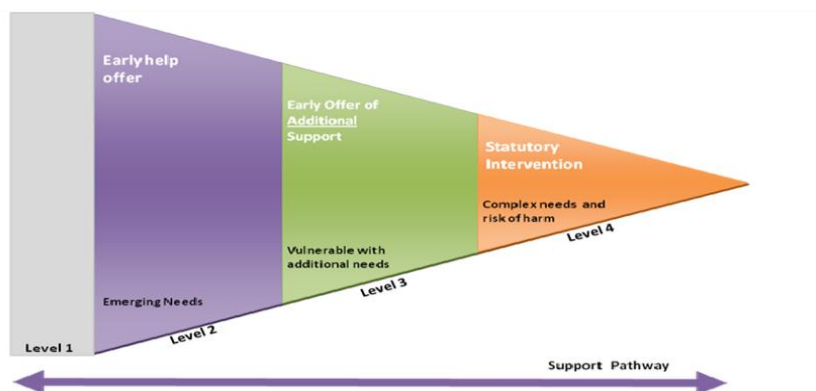 Early help
offer
Early Offer of
Additional
Support
Statutory
Intervention
Complex needs and
risk of harm
Level 4
Vulnerable with
additional needs
Level 3
Emerging Needs
Level 2
Level 1
Support Pathway